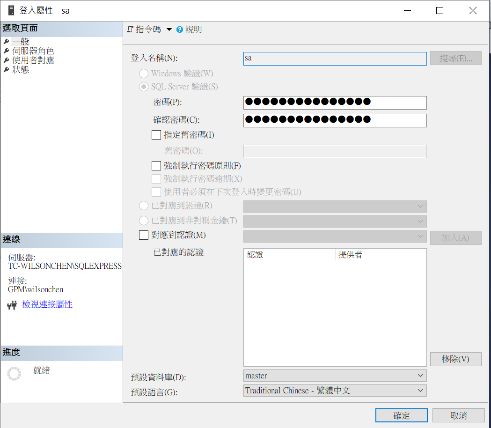 登入屬性 - sa
選取頁面
一般
伺服器角色
使用者對應
狀態
指令碼 說明
登入名稱(N): sa 搜尋(E)...
Windows 驗證(W)
SQL Server 驗證(S)
密碼(P): ●●●●●●●●●●●●●●●
確認密碼(C): ●●●●●●●●●●●●●●●
指定舊密碼(I)
舊密碼(O):
強制執行密碼原則(F)
強制執行密碼逾期(X)
使用者必須在下次登入時變更密碼(U)
已對應到憑證(R)
已對應到非對稱金鑰(T)
對應到認證(M) 加入(A)
已對應的認證 認證 提供者
移除(V)
預設資料庫(D): master
預設語言(G): Traditional Chinese - 繁體中文
連線
伺服器:
TC-WILSONCHEN\SQLEXPRESS
連接:
GPM\wilsonchen
檢視連接屬性
進度
就緒
確定 取消